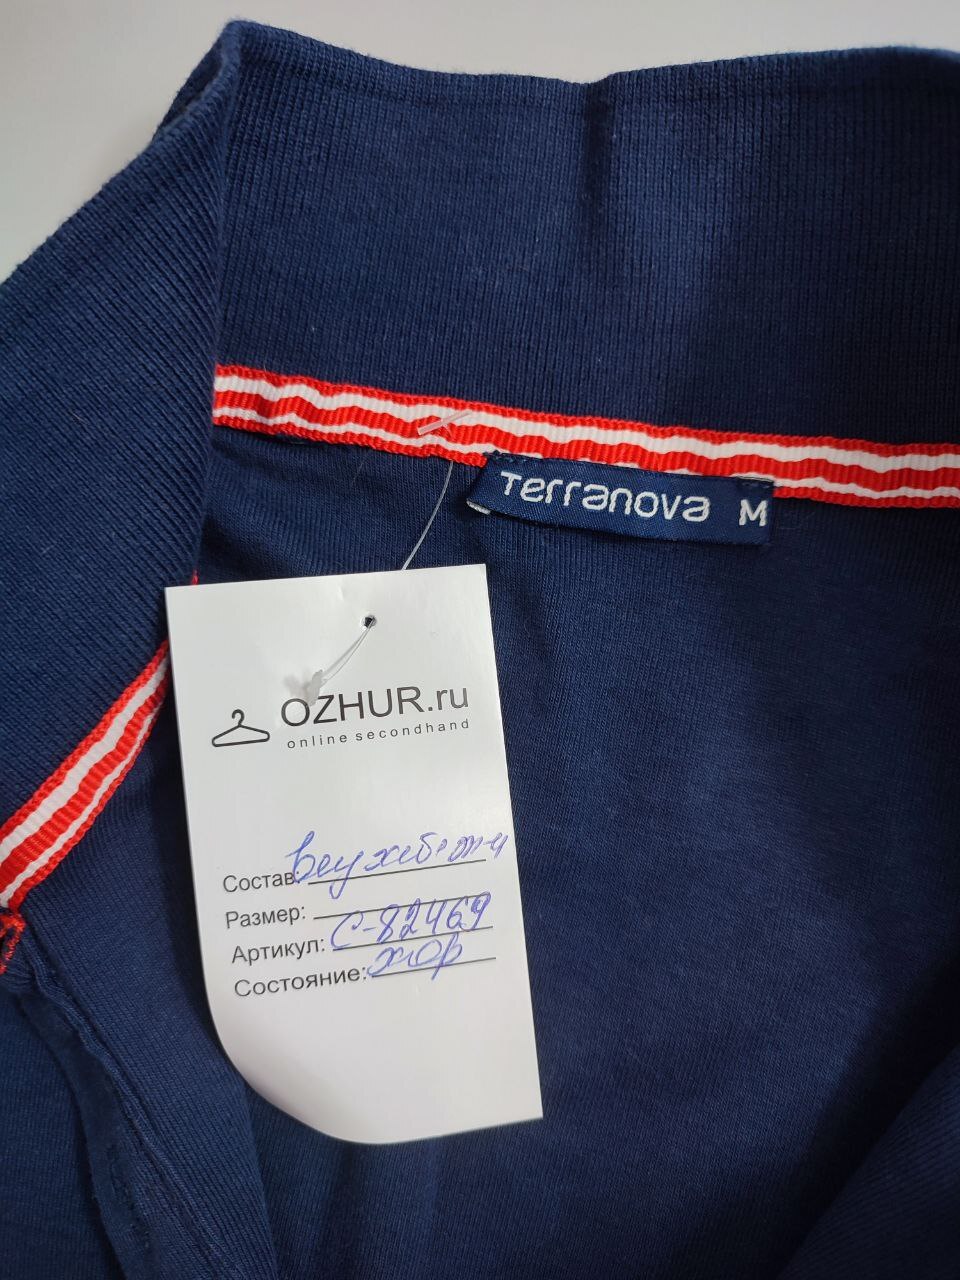 Terranova M
OZHUR.ru
online secondhand
Состав:
Размер:
Артикул: С-82469
Состояние: хор